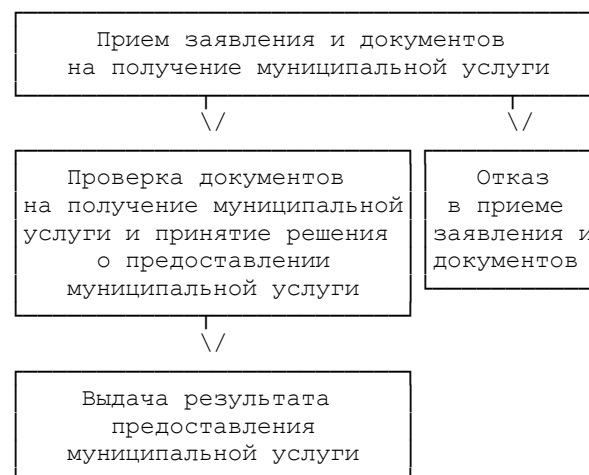 Прием заявления и документов
на получение муниципальной услуги
\/
\/
Проверка документов
на получение муниципальной
услуги и принятие решения
о предоставлении
муниципальной услуги
Отказ
в приеме
заявления и
документов
\/
Выдача результата
предоставления
муниципальной услуги